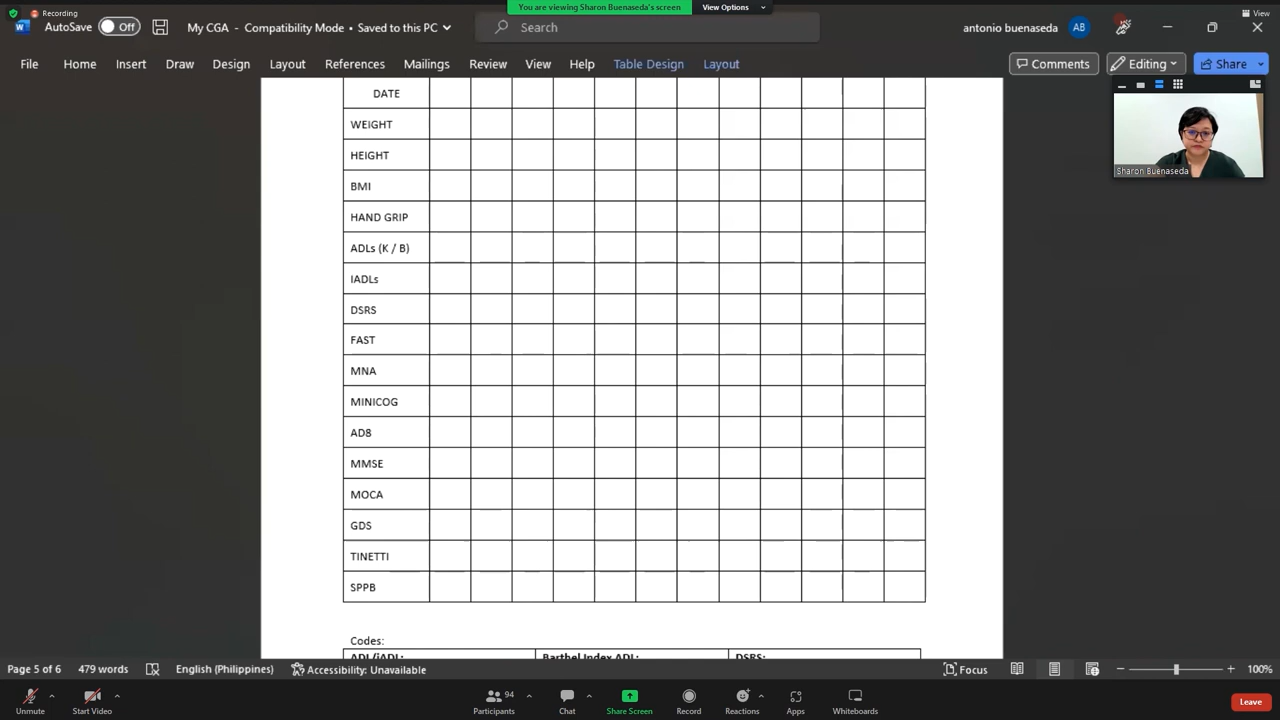 Recording
You are viewing Sharon Buenaseda's screen
View Options
View
AutoSave Off
My CGA - Compatibility Mode • Saved to this PC
Search
antonio buenaseda
AB
File Home Insert Draw Design Layout References Mailings Review View Help Table Design Layout
Comments
Editing
Share
Sharon Buenaseda
DATE
WEIGHT
HEIGHT
BMI
HAND GRIP
ADLs (K / B)
IADLs
DSRS
FAST
MNA
MINICOG
AD8
MMSE
MOCA
GDS
TINETTI
SPPB
Codes:
ADL/iADL: Barthel Index ADL: DSRS:
Page 5 of 6 479 words English (Philippines) Accessibility: Unavailable Focus 100%
Unmute Start Video Participants 94 Chat Share Screen Record Reactions Apps Whiteboards Leave